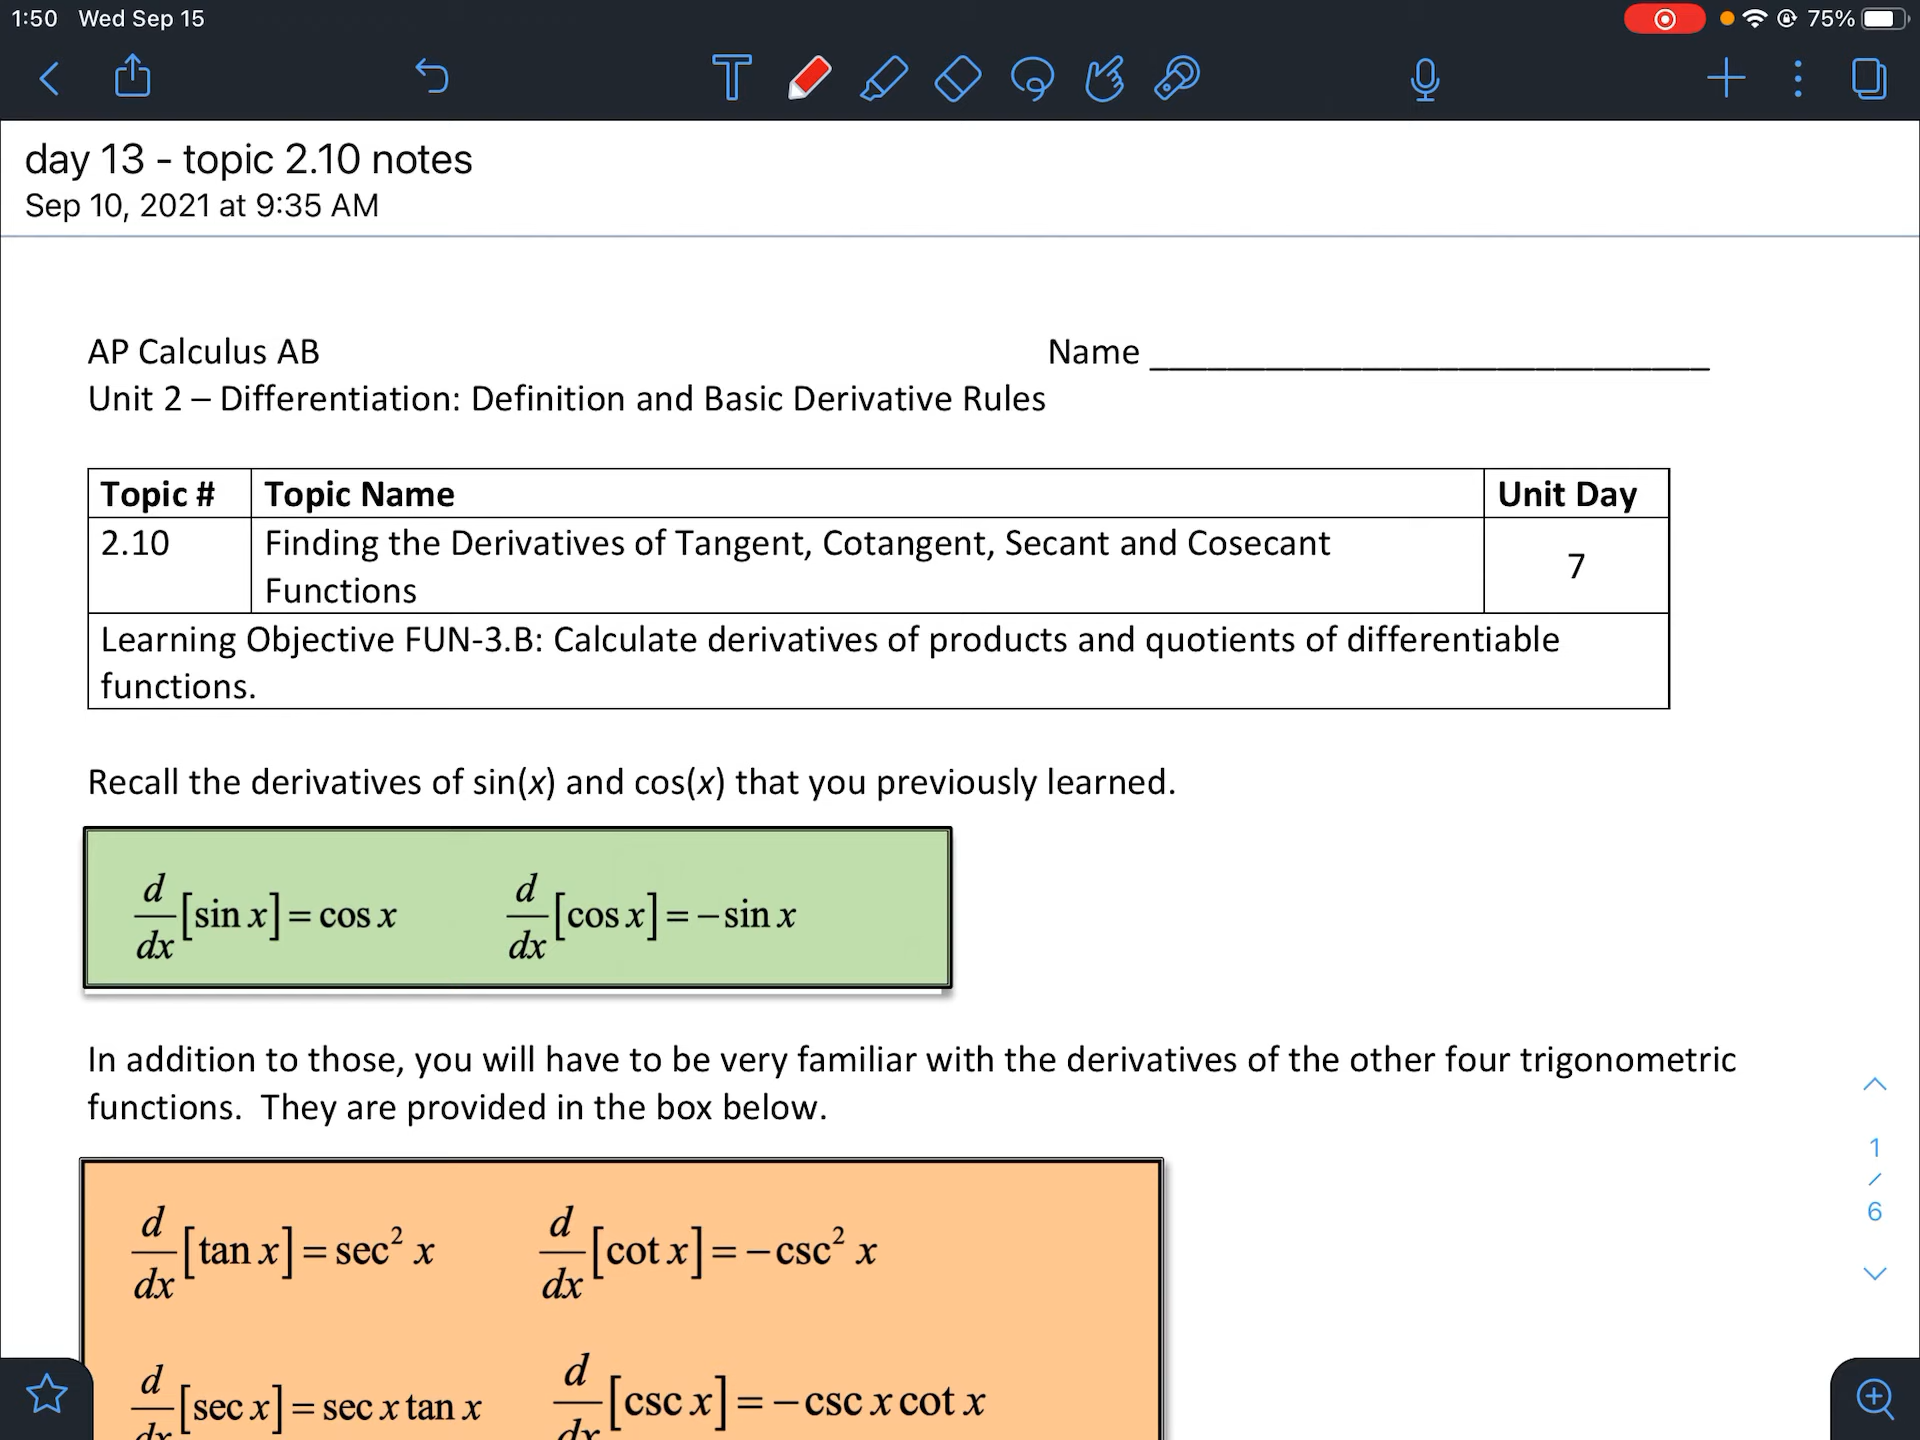 1:50 Wed Sep 15
75%
day 13 - topic 2.10 notes
Sep 10, 2021 at 9:35 AM
AP Calculus AB Name ____________________________
Unit 2 – Differentiation: Definition and Basic Derivative Rules
Topic # Topic Name Unit Day
2.10 Finding the Derivatives of Tangent, Cotangent, Secant and Cosecant
Functions
7
Learning Objective FUN-3.B: Calculate derivatives of products and quotients of differentiable
functions.
Recall the derivatives of sin(x) and cos(x) that you previously learned.
d/dx [sin x] = cos x d/dx [cos x] = −sin x
In addition to those, you will have to be very familiar with the derivatives of the other four trigonometric
functions. They are provided in the box below.
d/dx [tan x] = sec² x d/dx [cot x] = −csc² x
d/dx [sec x] = sec x tan x d/dx [csc x] = −csc x cot x
1
/
6